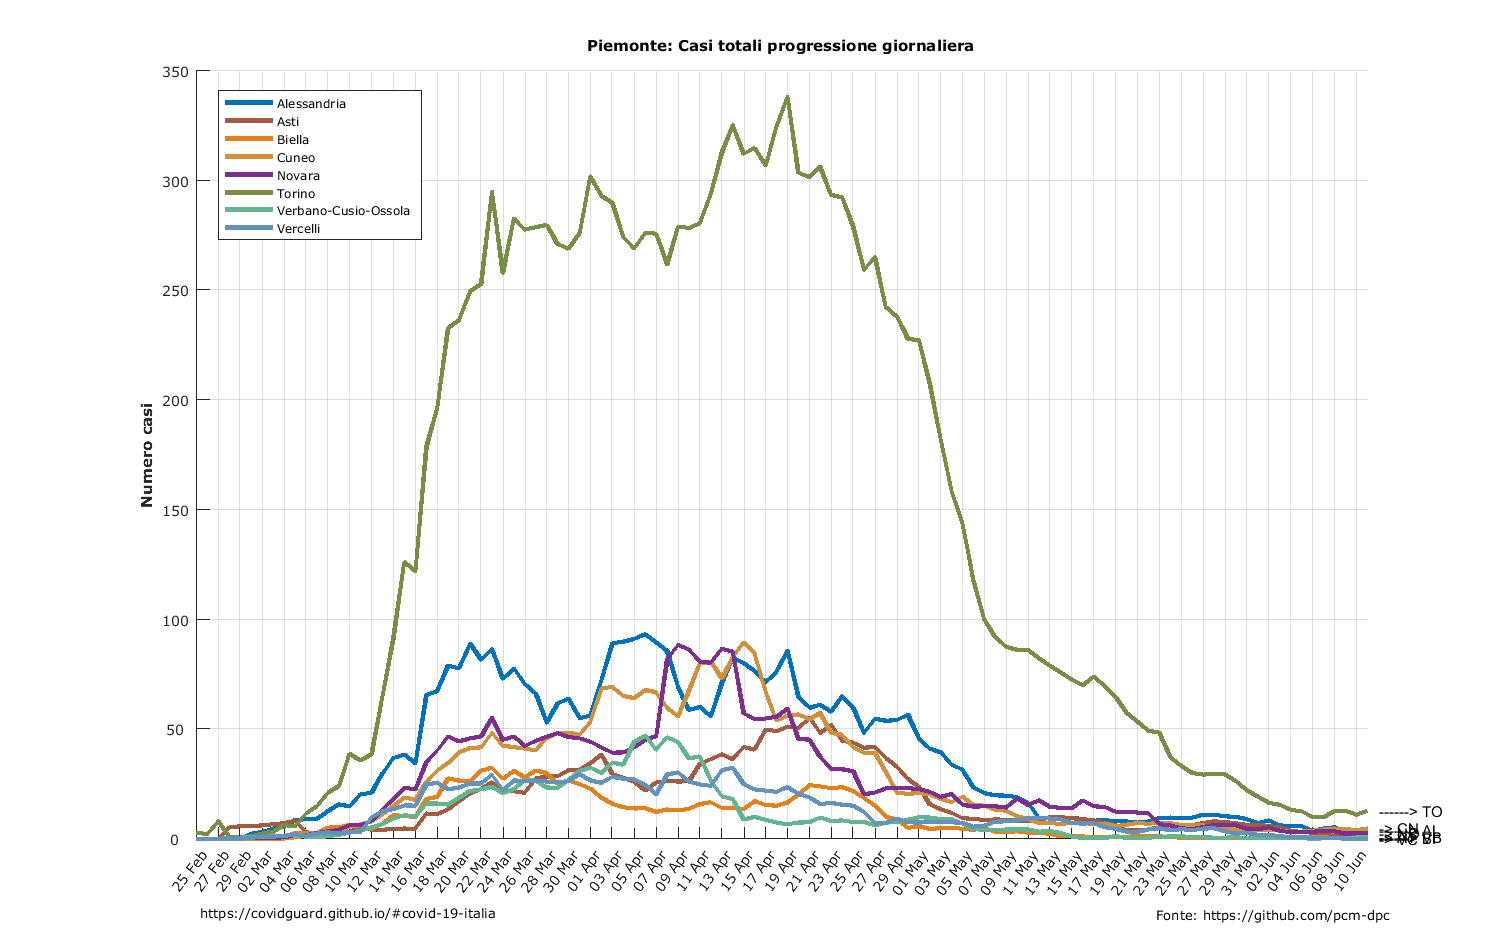 Piemonte: Casi totali progressione giornaliera
350
300
250
200
150
100
50
0
Numero casi
Alessandria
Asti
Biella
Cuneo
Novara
Torino
Verbano-Cusio-Ossola
Vercelli
------> TO
25 Feb
27 Feb
29 Feb
02 Mar
04 Mar
06 Mar
08 Mar
10 Mar
12 Mar
14 Mar
16 Mar
18 Mar
20 Mar
22 Mar
24 Mar
26 Mar
28 Mar
30 Mar
01 Apr
03 Apr
05 Apr
07 Apr
09 Apr
11 Apr
13 Apr
15 Apr
17 Apr
19 Apr
21 Apr
23 Apr
25 Apr
27 Apr
29 Apr
01 May
03 May
05 May
07 May
09 May
11 May
13 May
15 May
17 May
19 May
21 May
23 May
25 May
27 May
29 May
31 May
02 Jun
04 Jun
06 Jun
08 Jun
10 Jun
https://covidguard.github.io/#covid-19-italia
Fonte: https://github.com/pcm-dpc